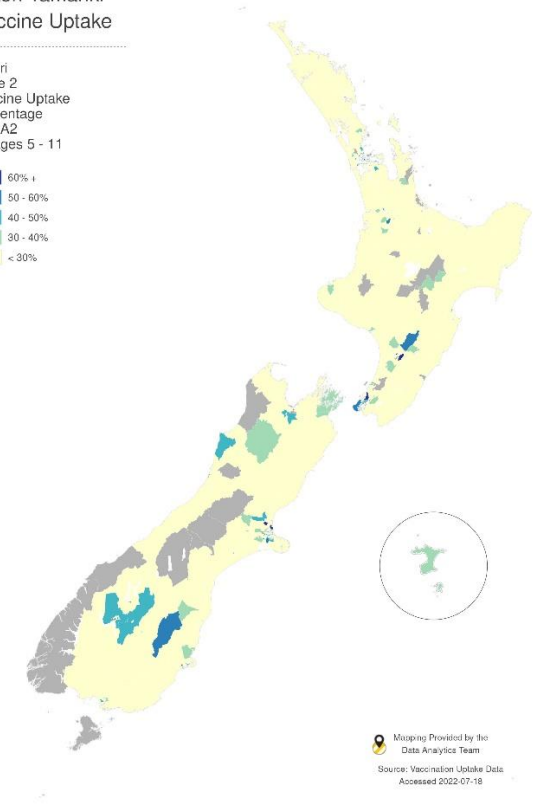 ccine Uptake
ri
e 2
cine Uptake
entage
A2
ges 5 - 11
60% +
50 - 60%
40 - 50%
30 - 40%
< 30%
Mapping Provided by the
Data Analytics Team
Source: Vaccination Uptake Data
Accessed 2022-07-18